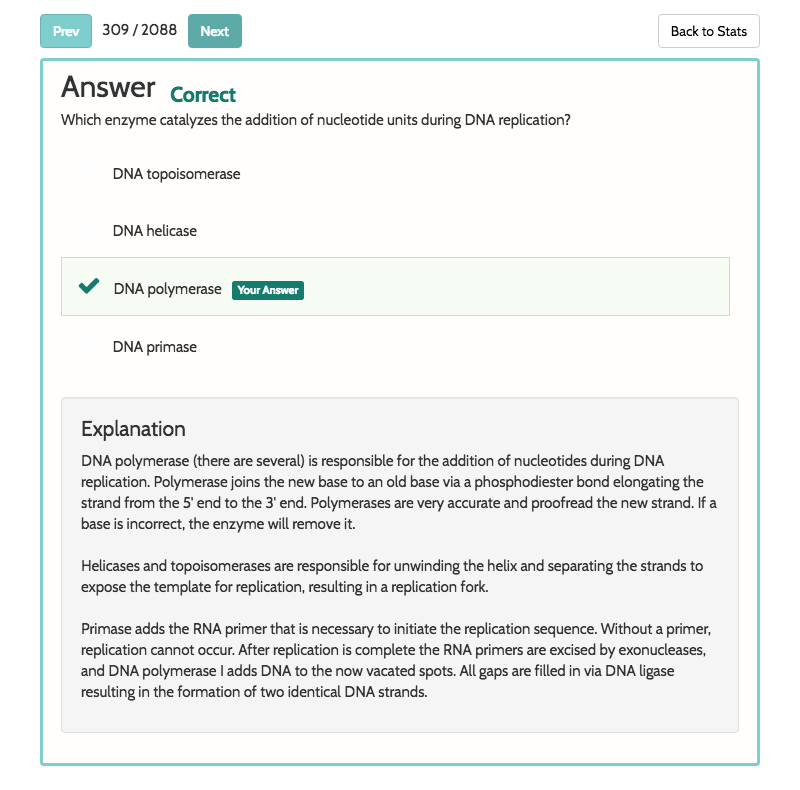 Prev 309 / 2088 Next Back to Stats
Answer Correct
Which enzyme catalyzes the addition of nucleotide units during DNA replication?
DNA topoisomerase
DNA helicase
DNA polymerase Your Answer
DNA primase
Explanation
DNA polymerase (there are several) is responsible for the addition of nucleotides during DNA
replication. Polymerase joins the new base to an old base via a phosphodiester bond elongating the
strand from the 5' end to the 3' end. Polymerases are very accurate and proofread the new strand. If a
base is incorrect, the enzyme will remove it.
Helicases and topoisomerases are responsible for unwinding the helix and separating the strands to
expose the template for replication, resulting in a replication fork.
Primase adds the RNA primer that is necessary to initiate the replication sequence. Without a primer,
replication cannot occur. After replication is complete the RNA primers are excised by exonucleases,
and DNA polymerase I adds DNA to the now vacated spots. All gaps are filled in via DNA ligase
resulting in the formation of two identical DNA strands.